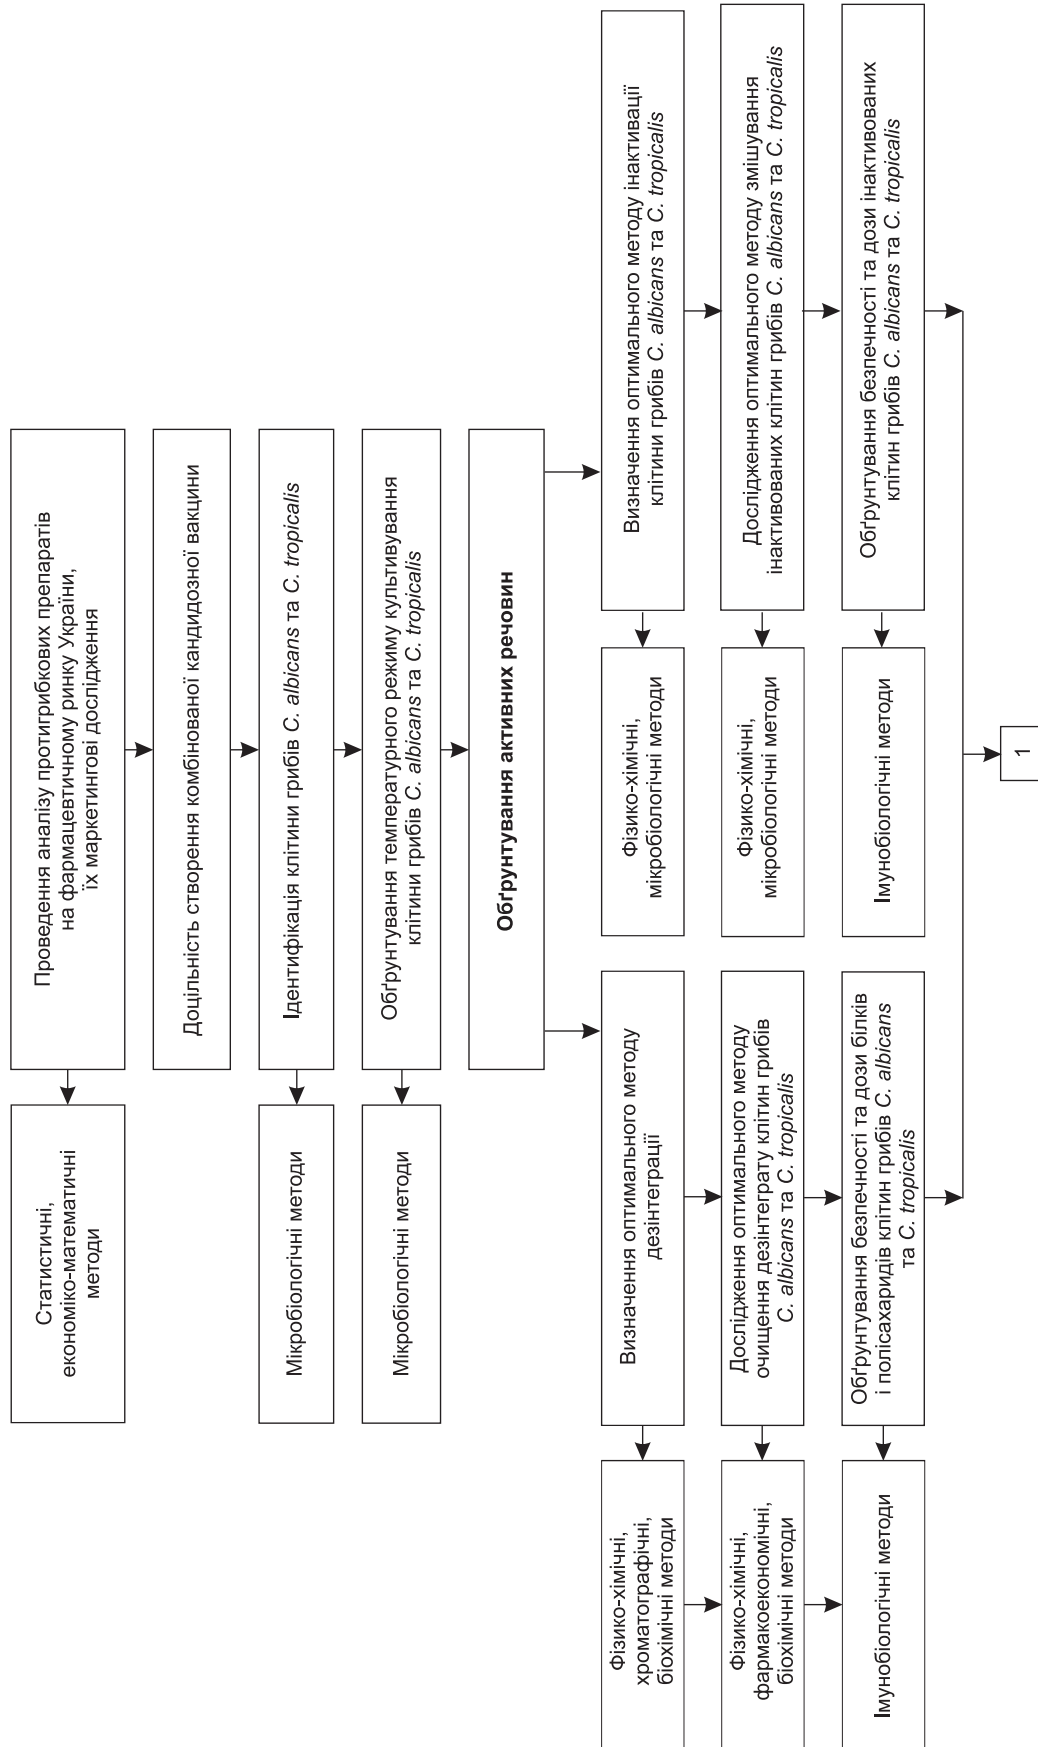 Проведення аналізу протигрибкових препаратів
на фармацевтичному ринку України,
їх маркетингові дослідження
Статистичні,
економіко-математичні
методи
Доцільність створення комбінованої кандидозної вакцини
Ідентифікація клітини грибів C. albicans та C. tropicalis
Мікробіологічні методи
Обґрунтування температурного режиму культивування
клітини грибів C. albicans та C. tropicalis
Мікробіологічні методи
Обґрунтування активних речовин
Фізико-хімічні,
хроматографічні,
біохімічні методи
Визначення оптимального методу
дезінтеграції
Фізико-хімічні,
мікробіологічні методи
Визначення оптимального методу інактивації
клітини грибів C. albicans та C. tropicalis
Фізико-хімічні,
фармакоекономічні,
біохімічні методи
Дослідження оптимального методу
очищення дезінтеграту клітин грибів
C. albicans та C. tropicalis
Фізико-хімічні,
мікробіологічні методи
Дослідження оптимального методу змішування
інактивованих клітин грибів C. albicans та C. tropicalis
Імунобіологічні методи
Обґрунтування безпечності та дози білків
і полісахаридів клітин грибів C. albicans
та C. tropicalis
Імунобіологічні методи
Обґрунтування безпечності та дози інактивованих
клітин грибів C. albicans та C. tropicalis
1